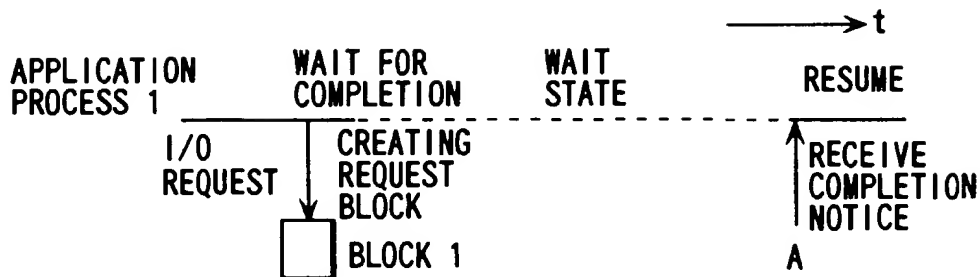 t
APPLICATION
PROCESS 1
WAIT FOR
COMPLETION
WAIT
STATE
RESUME
I/O
REQUEST
CREATING
REQUEST
BLOCK
BLOCK 1
RECEIVE
COMPLETION
NOTICE
A